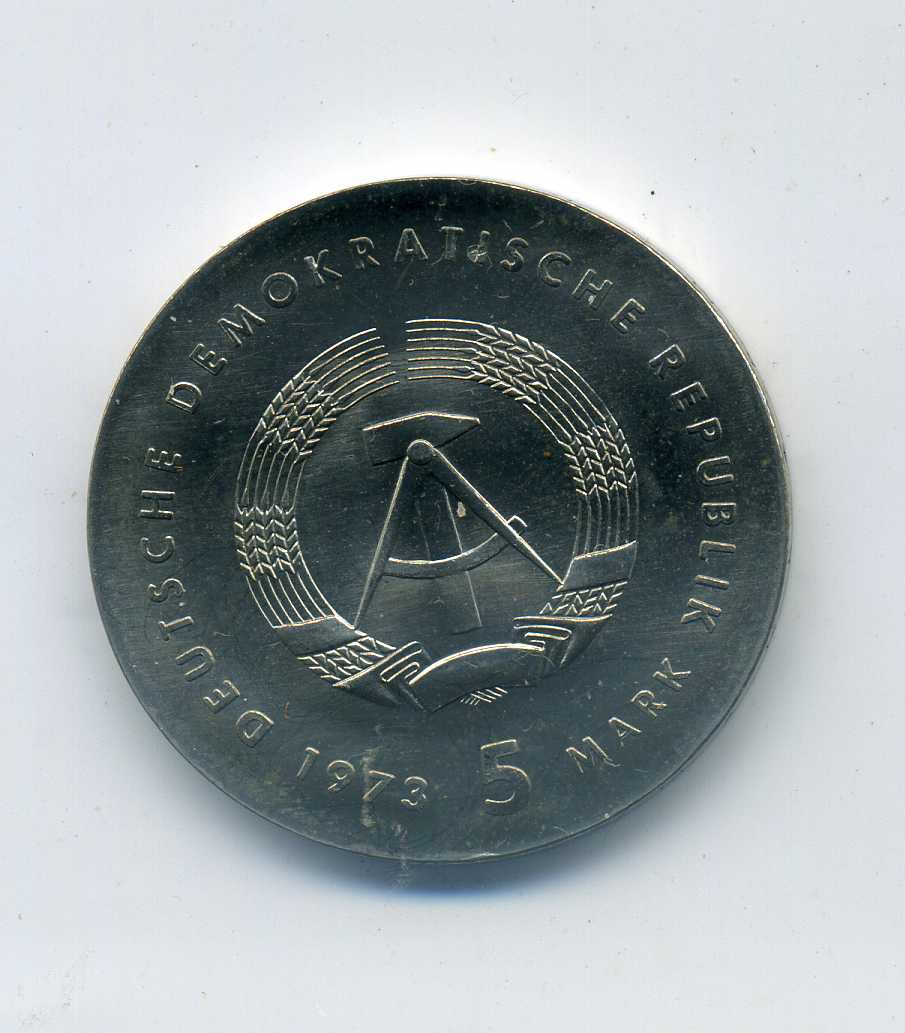 DEUTSCHE DEMOKRATISCHE REPUBLIK
1973 5 MARK